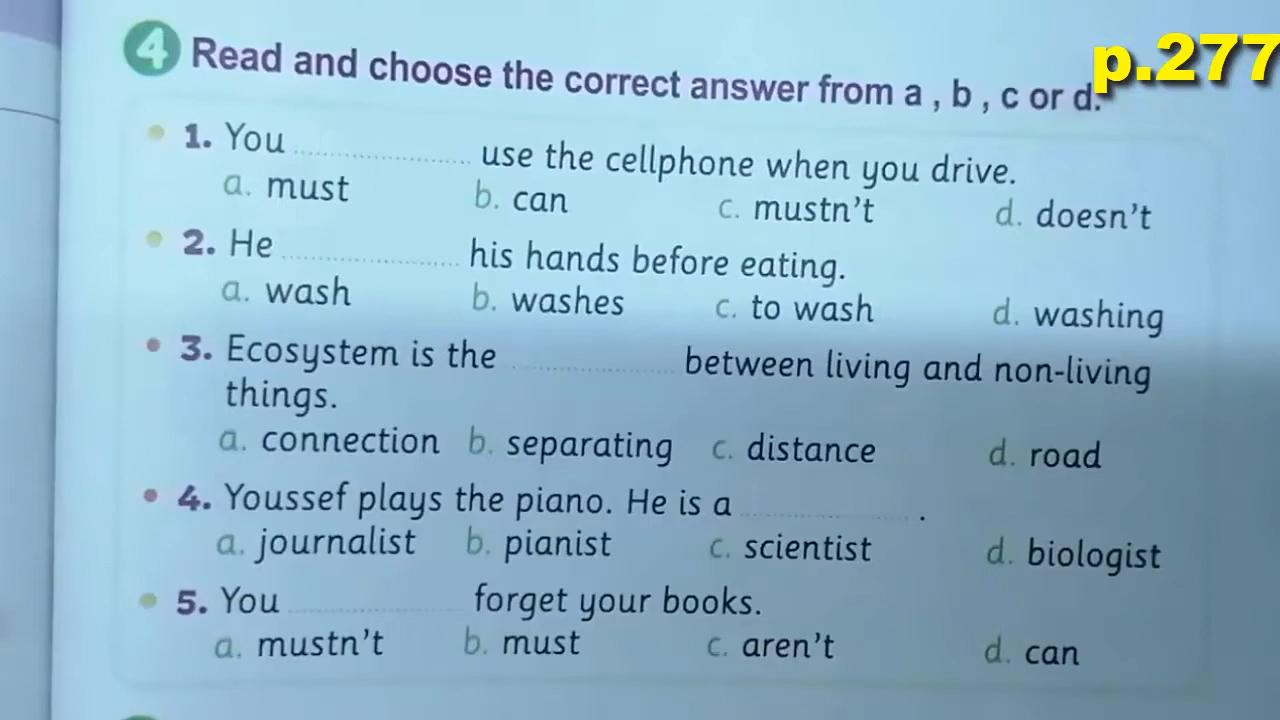 p.277
4 Read and choose the correct answer from a , b , c or d.
1. You .................... use the cellphone when you drive.
a. must b. can c. mustn't d. doesn't
2. He .................... his hands before eating.
a. wash b. washes c. to wash d. washing
3. Ecosystem is the .................... between living and non-living
things.
a. connection b. separating c. distance d. road
4. Youssef plays the piano. He is a .................... .
a. journalist b. pianist c. scientist d. biologist
5. You .................... forget your books.
a. mustn't b. must c. aren't d. can